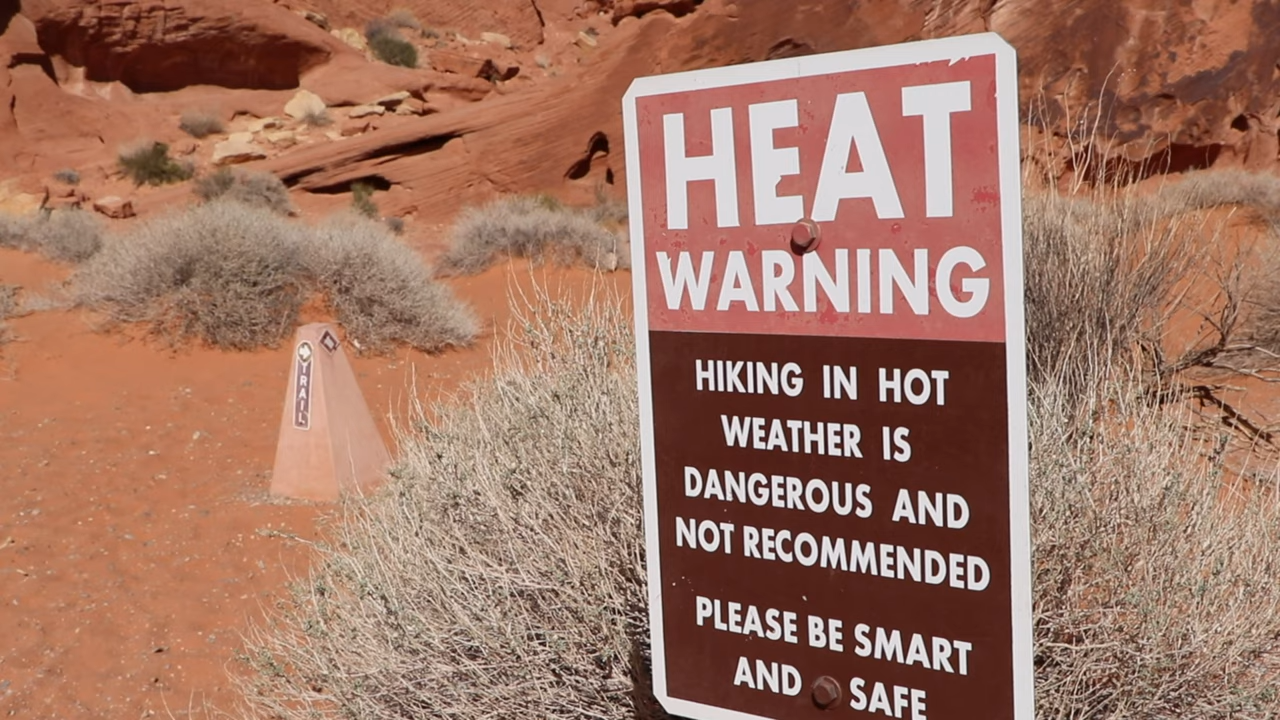 HEAT
WARNING
HIKING IN HOT
WEATHER IS
DANGEROUS AND
NOT RECOMMENDED
PLEASE BE SMART
AND SAFE
TRAIL